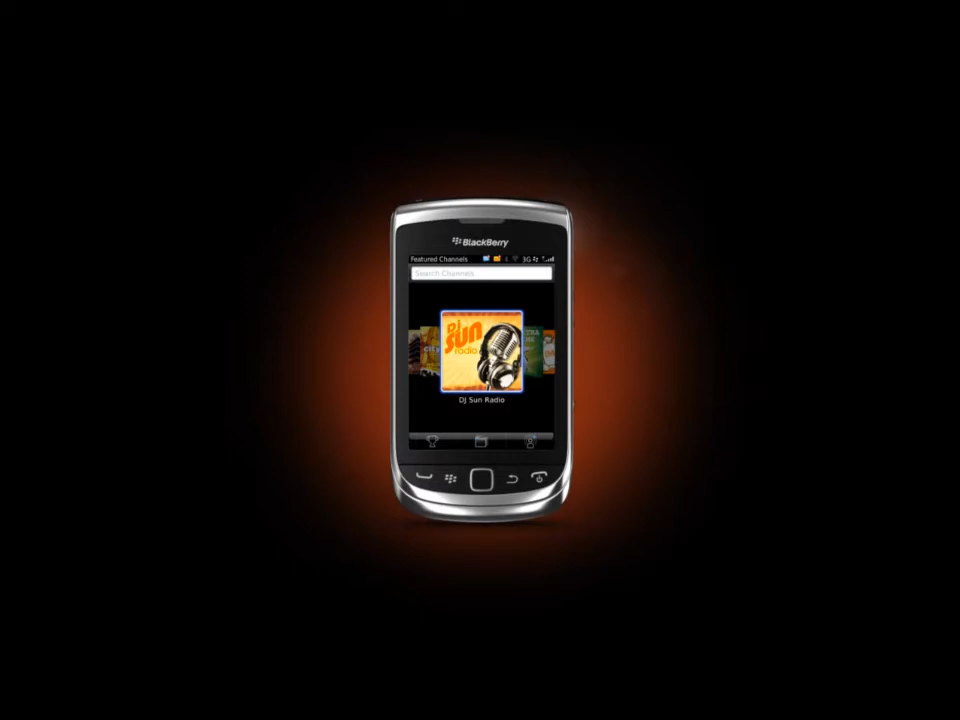 BlackBerry
Featured Channels
3G
Search Channels
DJ
SUN
radio
DJ Sun Radio